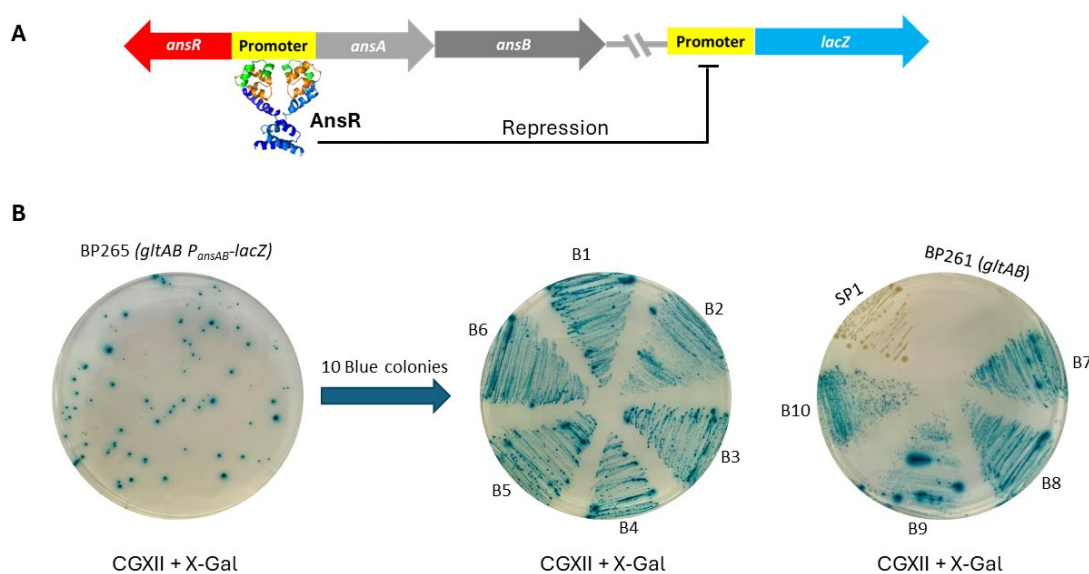 A
ansR Promoter ansA ansB Promoter lacZ
AnsR
Repression
B
BP265 (gltAB PansAB-lacZ)
10 Blue colonies
CGXII + X-Gal
B1
B2
B3
B4
B5
B6
CGXII + X-Gal
BP261 (gltAB)
SP1
B7
B8
B9
B10
CGXII + X-Gal